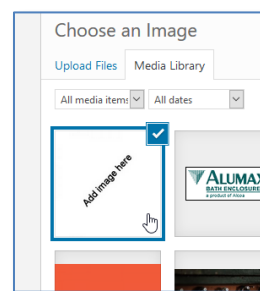 Choose an Image
Upload Files Media Library
All media items All dates
Add image here
ALUMAX
BATH ENCLOSURE
a product of Alcoa